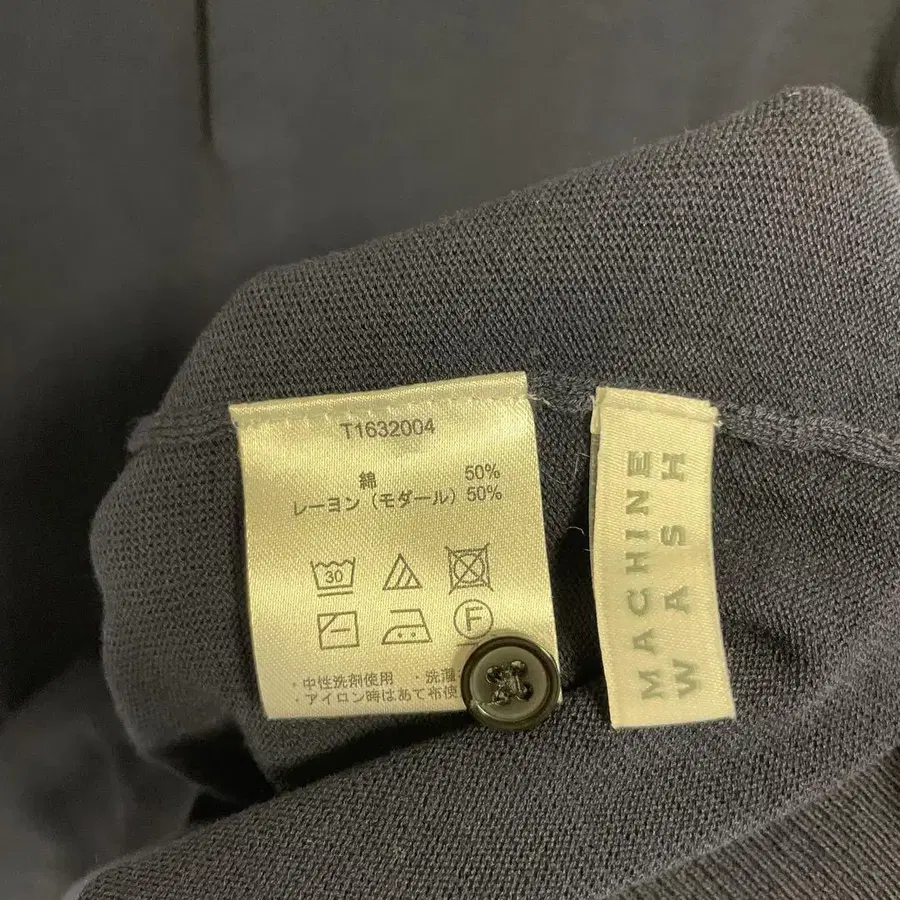 T1632004
綿 50%
レーヨン(モダール)50%
30
F
・中性洗剤使用 ・洗濯
・アイロン時はあて布使
MACHINE
WASH